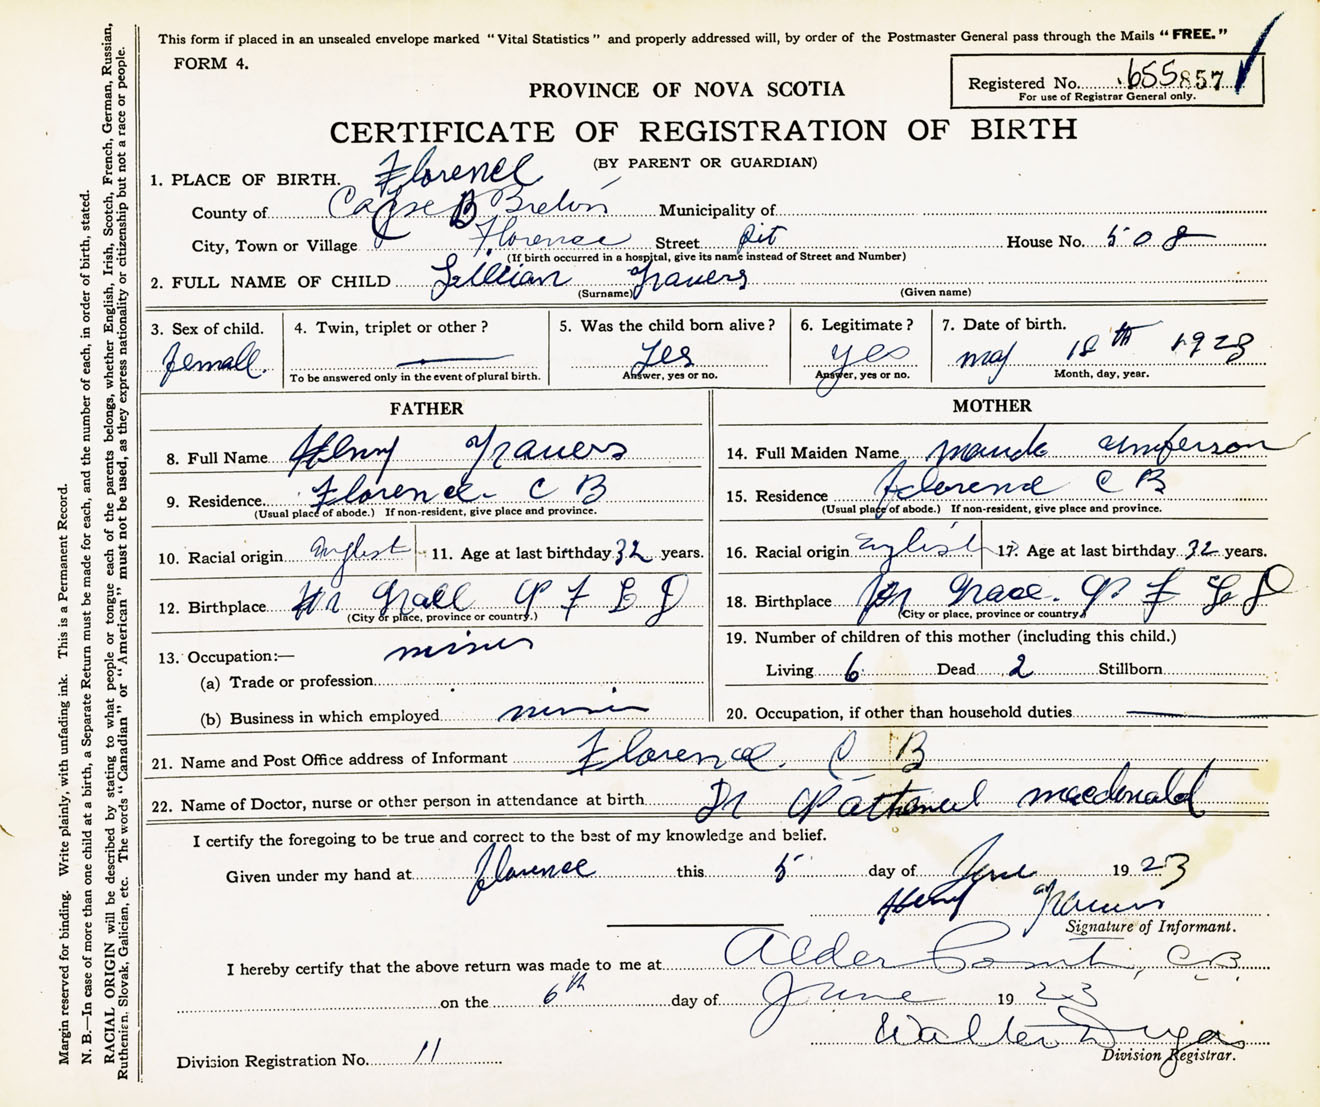 This form if placed in an unsealed envelope marked "Vital Statistics" and properly addressed will, by order of the Postmaster General pass through the Mails "FREE."
FORM 4.
Registered No. 655857
For use of Registrar General only.
PROVINCE OF NOVA SCOTIA
CERTIFICATE OF REGISTRATION OF BIRTH
(BY PARENT OR GUARDIAN)
1. PLACE OF BIRTH. Florence
County of Cape Breton Municipality of
City, Town or Village Florence Street Pit House No. 508
(If birth occurred in a hospital, give its name instead of Street and Number)
2. FULL NAME OF CHILD Lillian Travers
(Surname) (Given name)
3. Sex of child. 4. Twin, triplet or other? 5. Was the child born alive? 6. Legitimate? 7. Date of birth.
femall. yes yes may 18th 1923
To be answered only in the event of plural birth. Answer, yes or no. Answer, yes or no. Month, day, year.
FATHER MOTHER
8. Full Name Henry Travers 14. Full Maiden Name maude
9. Residence. Florence C B 15. Residence florence C B
(Usual place of abode.) If non-resident, give place and province. (Usual place of abode.) If non-resident, give place and province.
10. Racial origin English 11. Age at last birthday 32 years. 16. Racial origin English 17. Age at last birthday 32 years.
12. Birthplace Hr 18. Birthplace Hr Grace.
(City or place, province or country.) (City or place, province or country.)
19. Number of children of this mother (including this child.)
13. Occupation:— miner
Living 6 Dead 2 Stillborn
(a) Trade or profession
(b) Business in which employed 20. Occupation, if other than household duties
21. Name and Post Office address of Informant Florence. C B
22. Name of Doctor, nurse or other person in attendance at birth Dr macdonald
I certify the foregoing to be true and correct to the best of my knowledge and belief.
Given under my hand at florence this 5 day of June 1923
Henry Travers
Signature of Informant.
I hereby certify that the above return was made to me at Alder Point, C.B.
on the 6th day of June 1923
Walter Dugas
Division Registrar.
Division Registration No. 11
Margin reserved for binding. Write plainly, with unfading ink. This is a Permanent Record.
N. B.—In case of more than one child at a birth, a Separate Return must be made for each, and the number of each, in order of birth, stated.
RACIAL ORIGIN will be described by stating to what people or tongue each of the parents belongs, whether English, Irish, Scotch, French, German, Russian,
Ruthenian, Slovak, Galician, etc. The words "Canadian" or "American" must not be used, as they express nationality or citizenship but not a race or people.